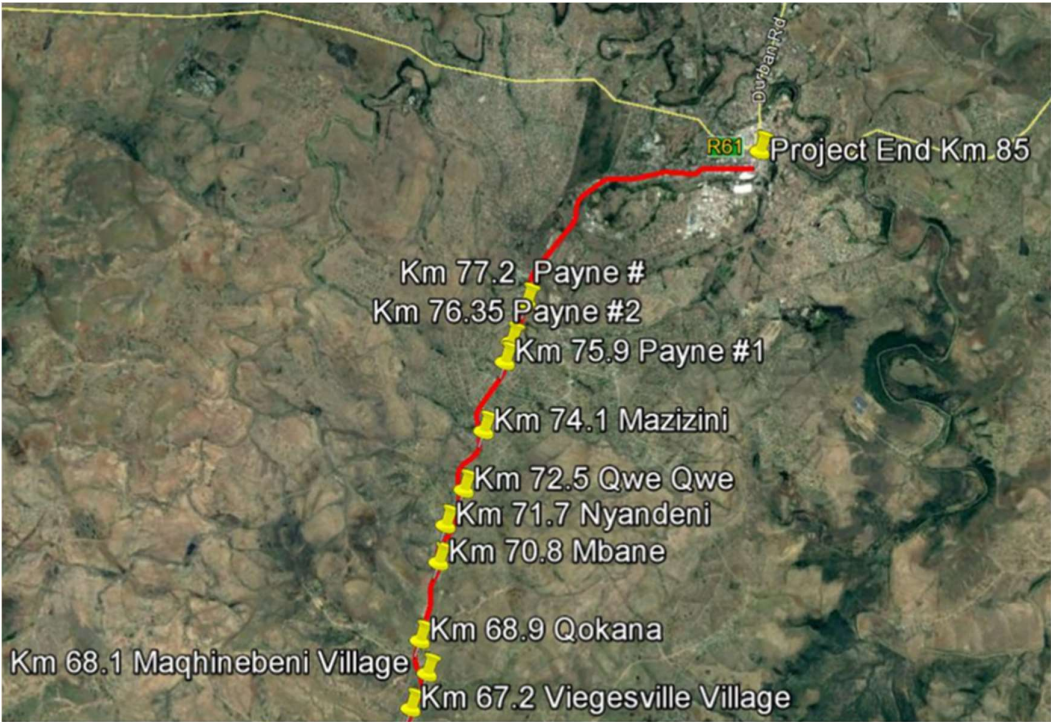 Durban Rd
R61
Project End Km 85
Km 77.2 Payne #
Km 76.35 Payne #2
Km 75.9 Payne #1
Km 74.1 Mazizini
Km 72.5 Qwe Qwe
Km 71.7 Nyandeni
Km 70.8 Mbane
Km 68.9 Qokana
Km 68.1 Maqhinebeni Village
Km 67.2 Viegesville Village